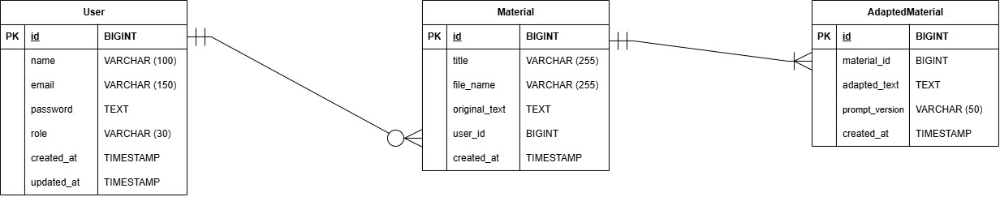 User
PK id BIGINT
name VARCHAR (100)
email VARCHAR (150)
password TEXT
role VARCHAR (30)
created_at TIMESTAMP
updated_at TIMESTAMP
Material
PK id BIGINT
title VARCHAR (255)
file_name VARCHAR (255)
original_text TEXT
user_id BIGINT
created_at TIMESTAMP
AdaptedMaterial
PK id BIGINT
material_id BIGINT
adapted_text TEXT
prompt_version VARCHAR (50)
created_at TIMESTAMP